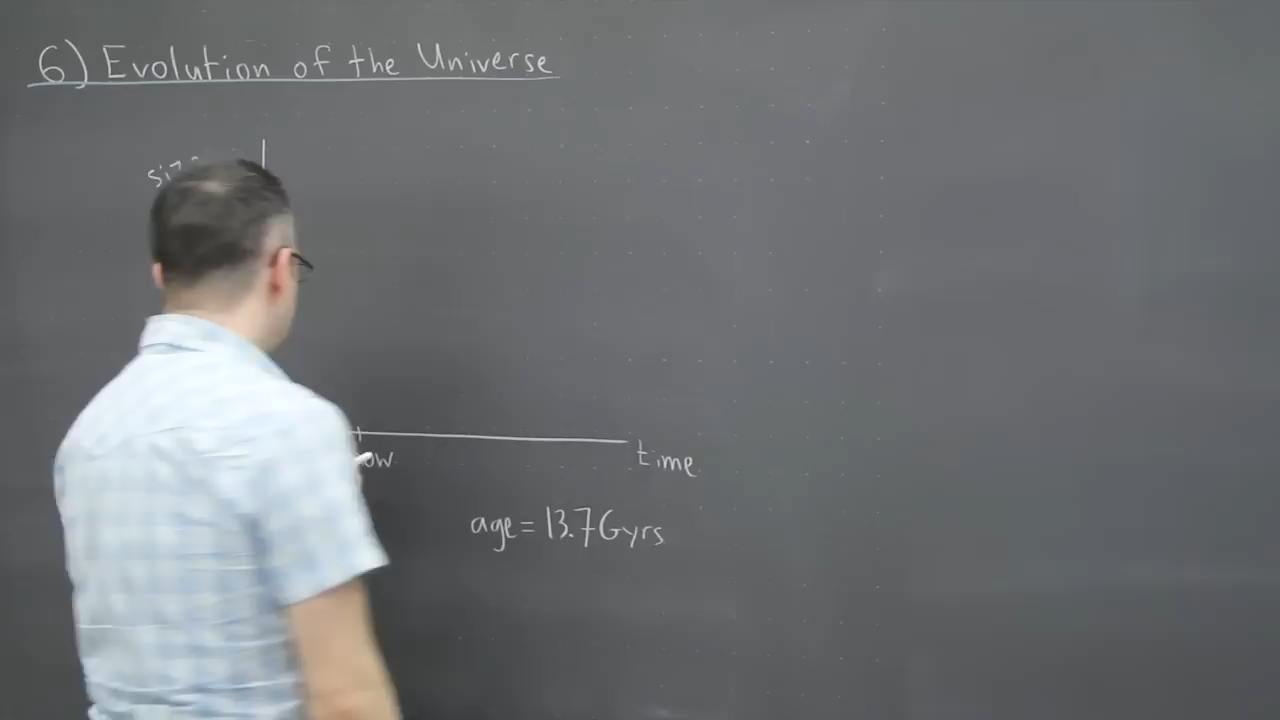 6) Evolution of the Universe
time
age = 13.7 Gyrs